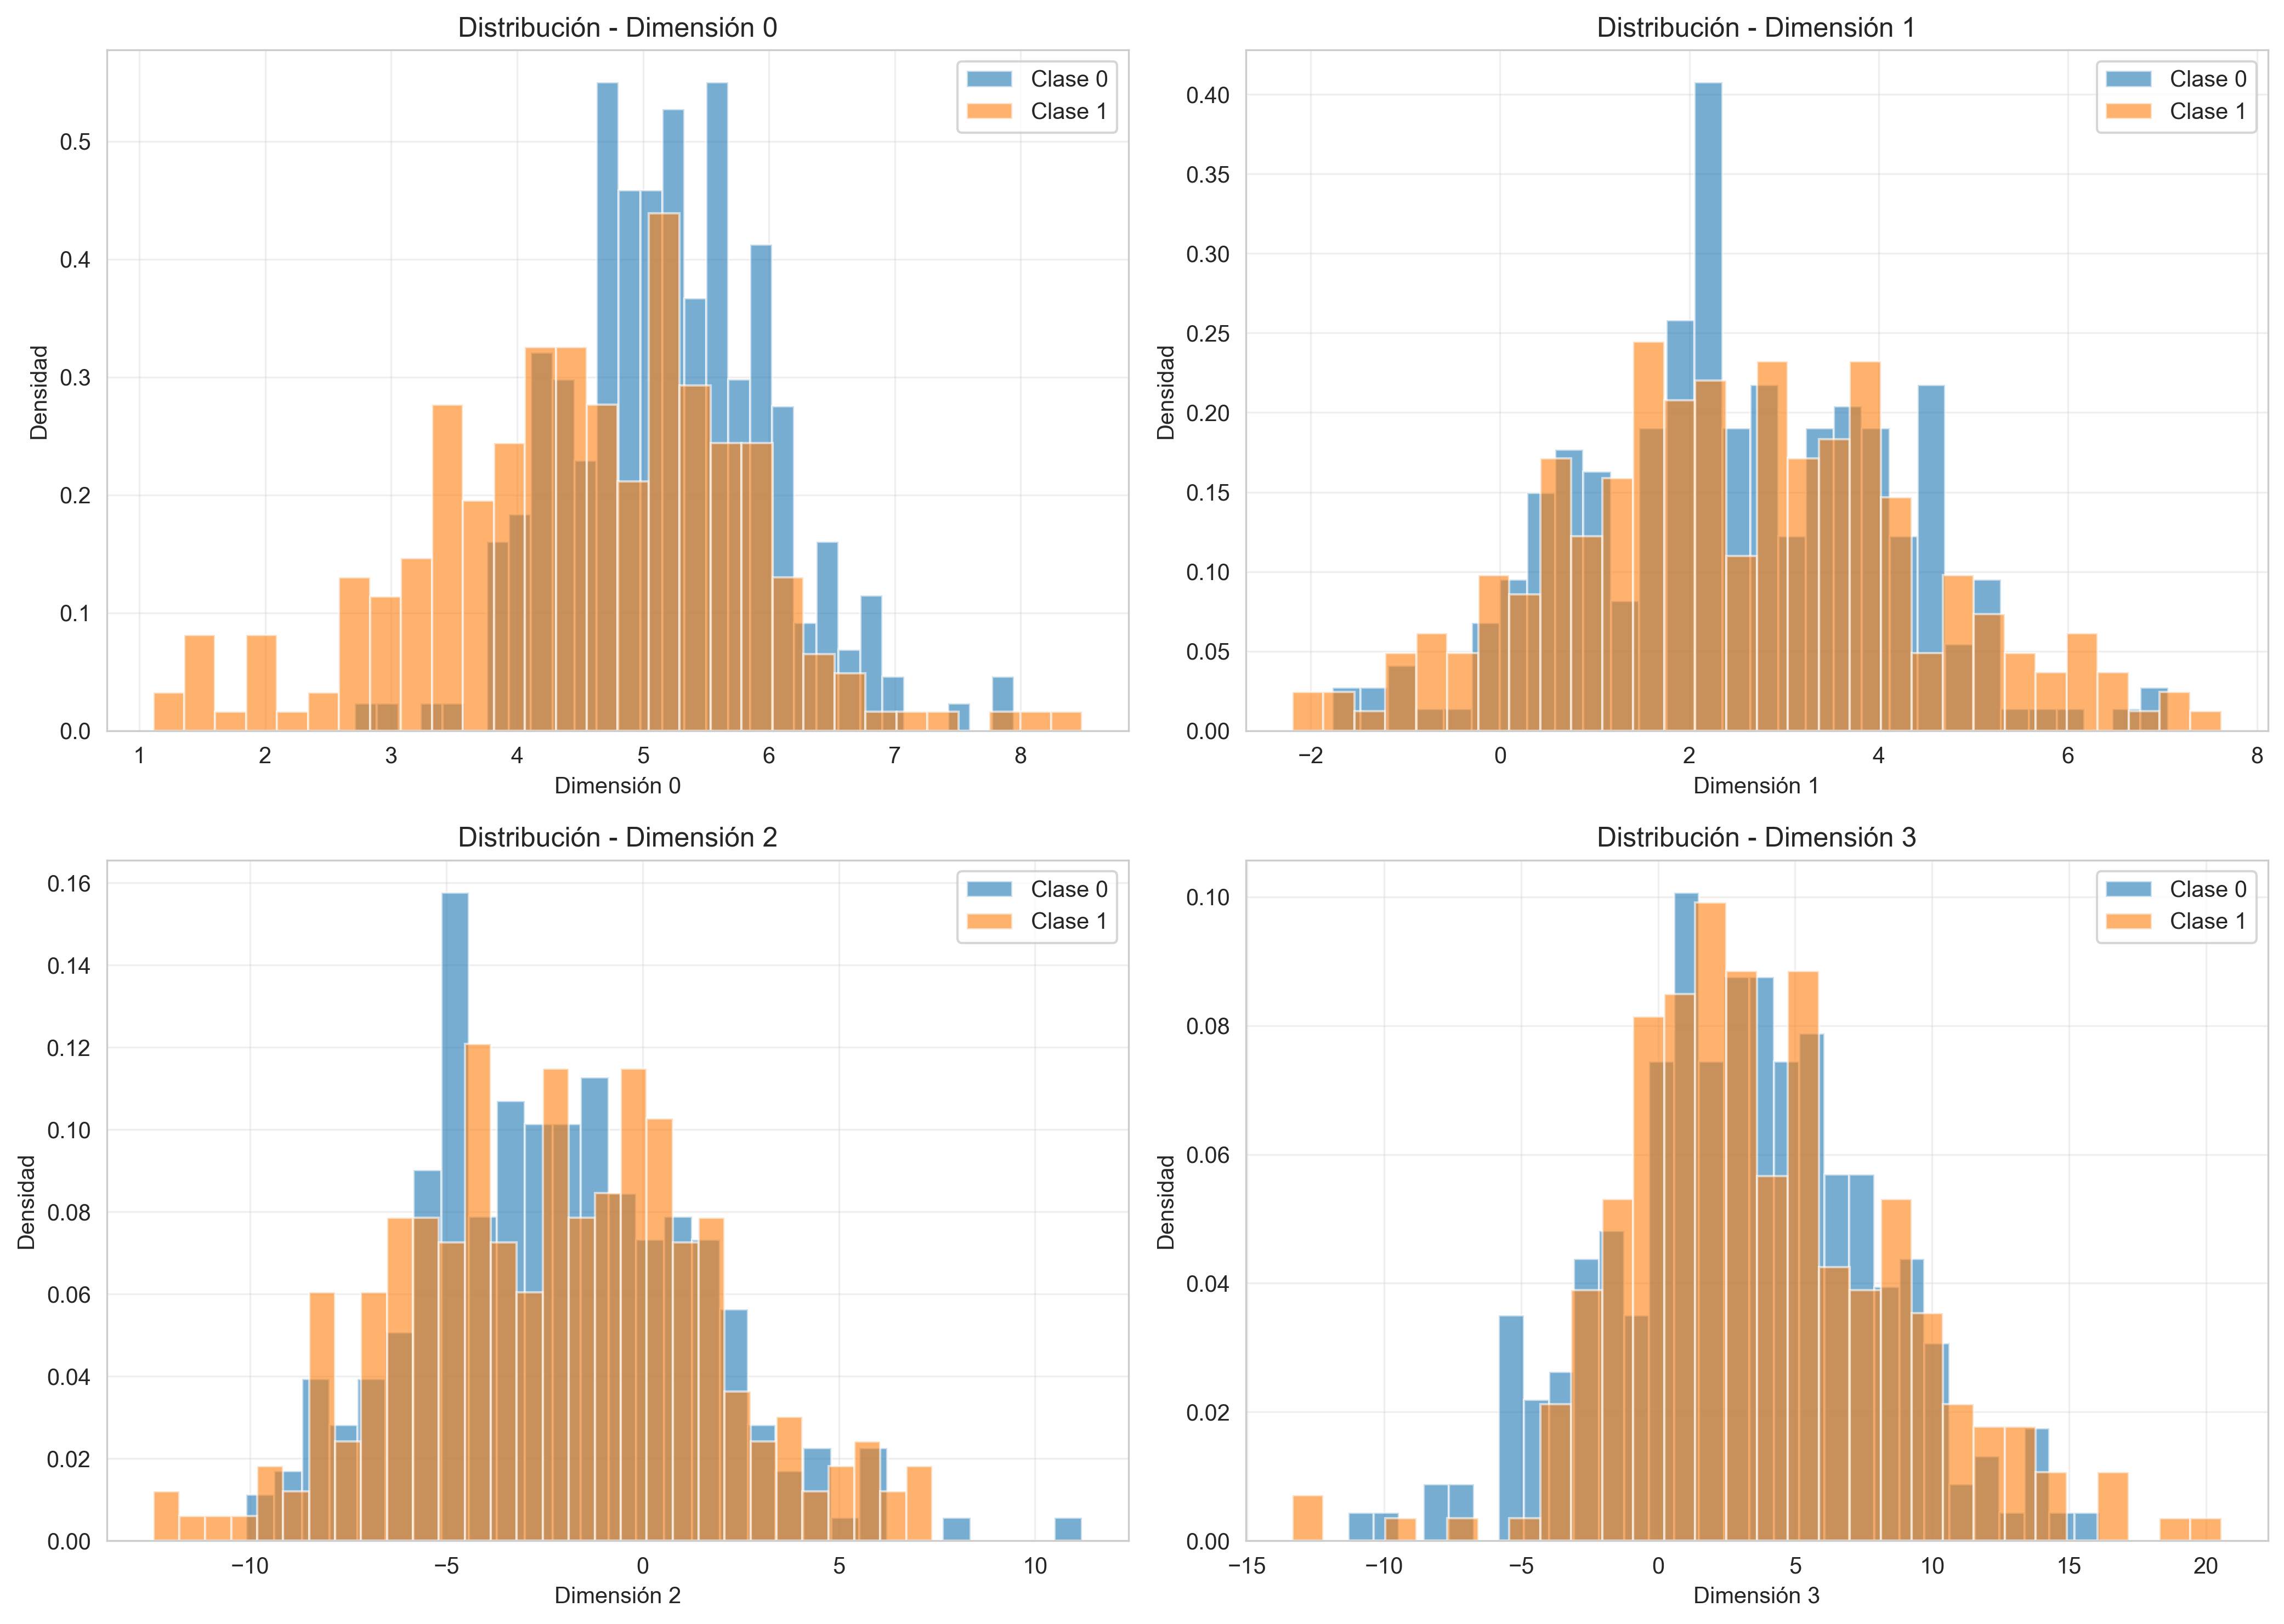 Distribución - Dimensión 0
Clase 0
Clase 1
0.5
0.4
0.3
0.2
0.1
0.0
Densidad
1 2 3 4 5 6 7 8
Dimensión 0
Distribución - Dimensión 1
Clase 0
Clase 1
0.40
0.35
0.30
0.25
0.20
0.15
0.10
0.05
0.00
Densidad
−2 0 2 4 6 8
Dimensión 1
Distribución - Dimensión 2
Clase 0
Clase 1
0.16
0.14
0.12
0.10
0.08
0.06
0.04
0.02
0.00
Densidad
−10 −5 0 5 10
Dimensión 2
Distribución - Dimensión 3
Clase 0
Clase 1
0.10
0.08
0.06
0.04
0.02
0.00
Densidad
−15 −10 −5 0 5 10 15 20
Dimensión 3